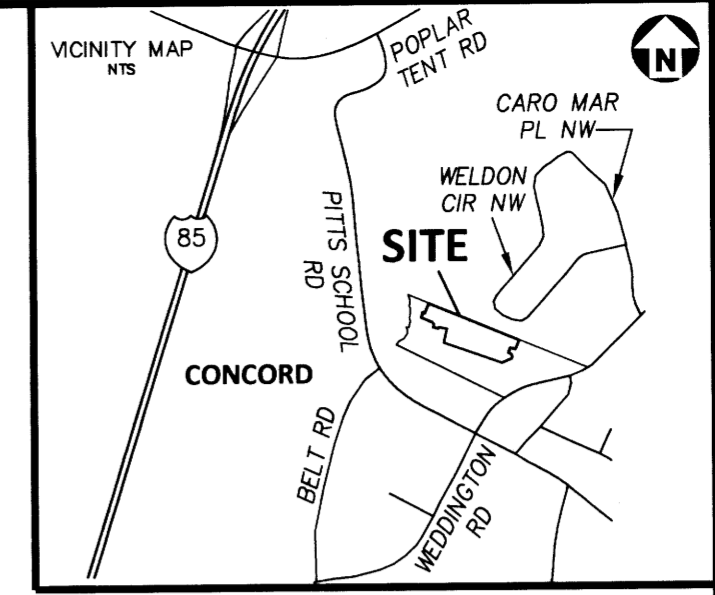 VICINITY MAP
NTS
POPLAR
TENT RD
N
CARO MAR
PL NW
WELDON
CIR NW
PITTS SCHOOL
RD
85
SITE
CONCORD
BELT RD
WEDDINGTON
RD